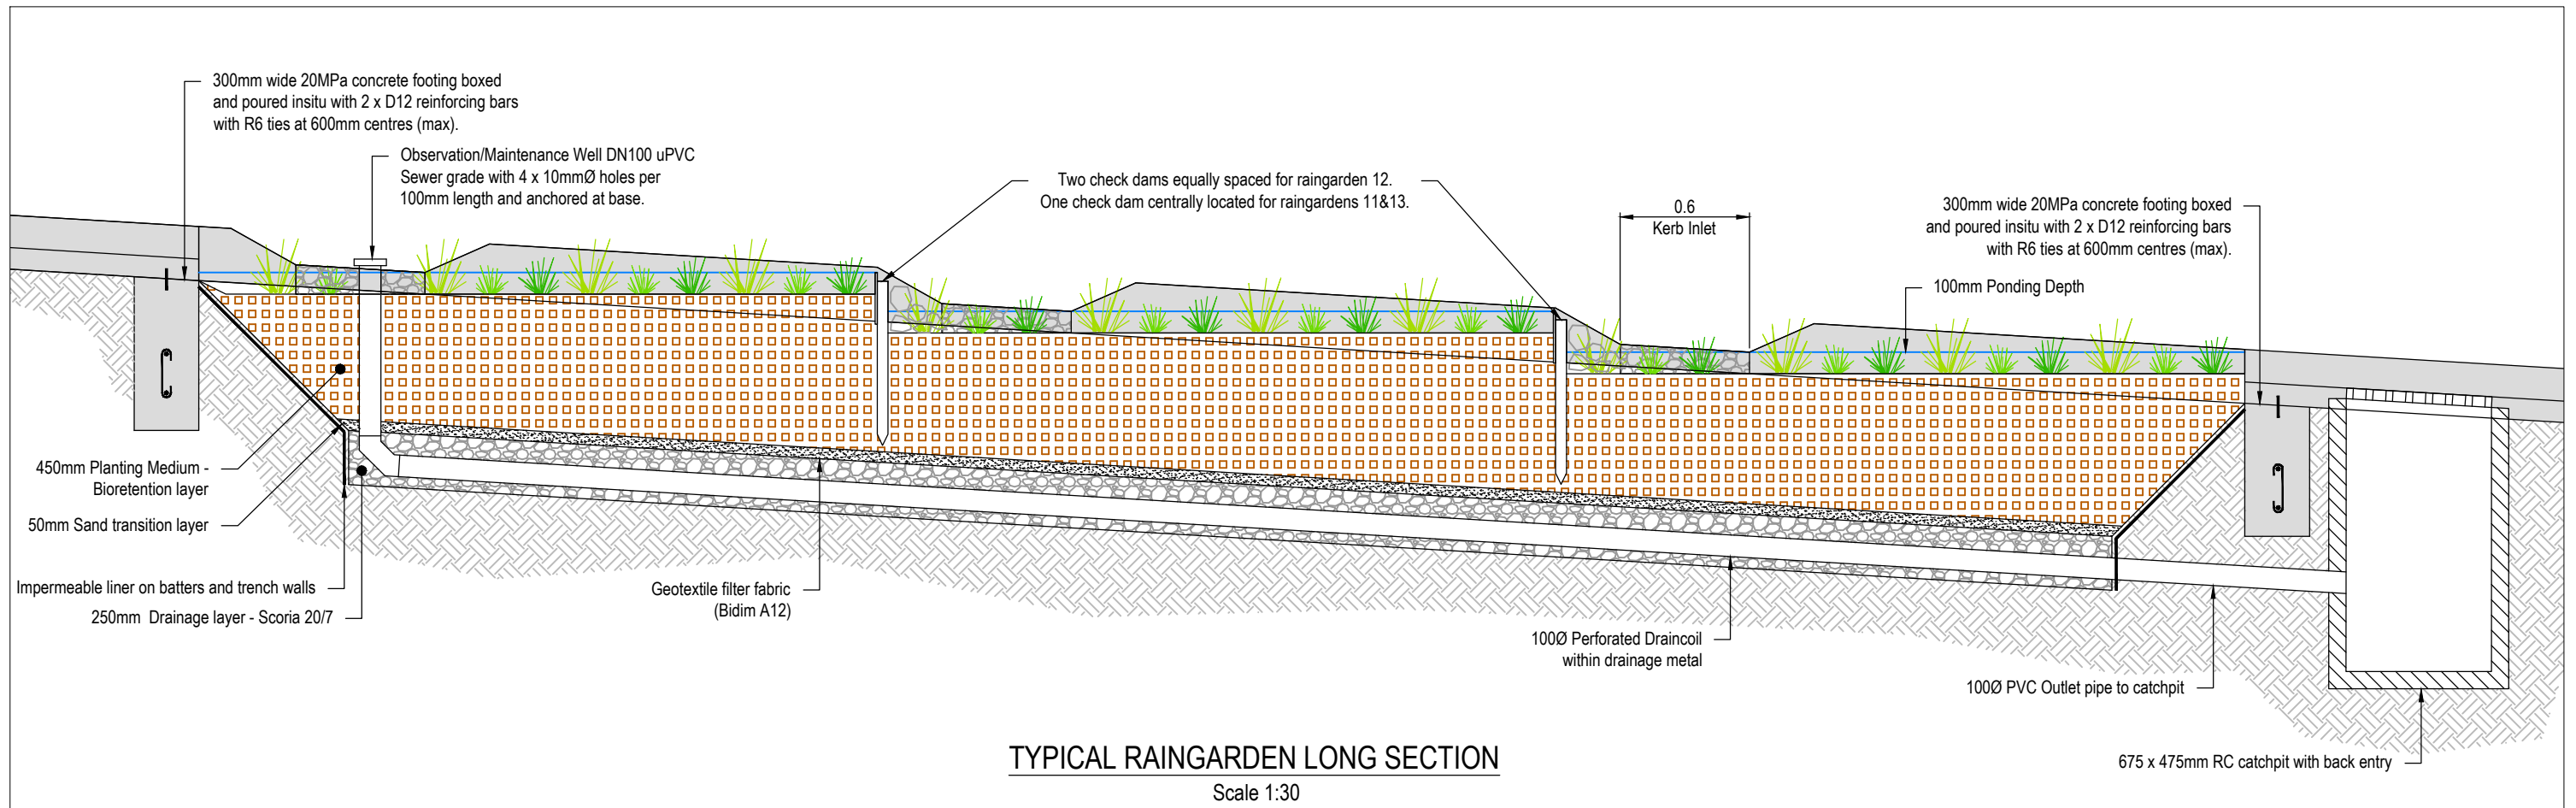 300mm wide 20MPa concrete footing boxed
and poured insitu with 2 x D12 reinforcing bars
with R6 ties at 600mm centres (max).
Observation/Maintenance Well DN100 uPVC
Sewer grade with 4 x 10mmØ holes per
100mm length and anchored at base.
Two check dams equally spaced for raingarden 12.
One check dam centrally located for raingardens 11&13.
0.6
Kerb Inlet
300mm wide 20MPa concrete footing boxed
and poured insitu with 2 x D12 reinforcing bars
with R6 ties at 600mm centres (max).
100mm Ponding Depth
450mm Planting Medium -
Bioretention layer
50mm Sand transition layer
Impermeable liner on batters and trench walls
250mm Drainage layer - Scoria 20/7
Geotextile filter fabric
(Bidim A12)
100Ø Perforated Draincoil
within drainage metal
100Ø PVC Outlet pipe to catchpit
675 x 475mm RC catchpit with back entry
TYPICAL RAINGARDEN LONG SECTION
Scale 1:30